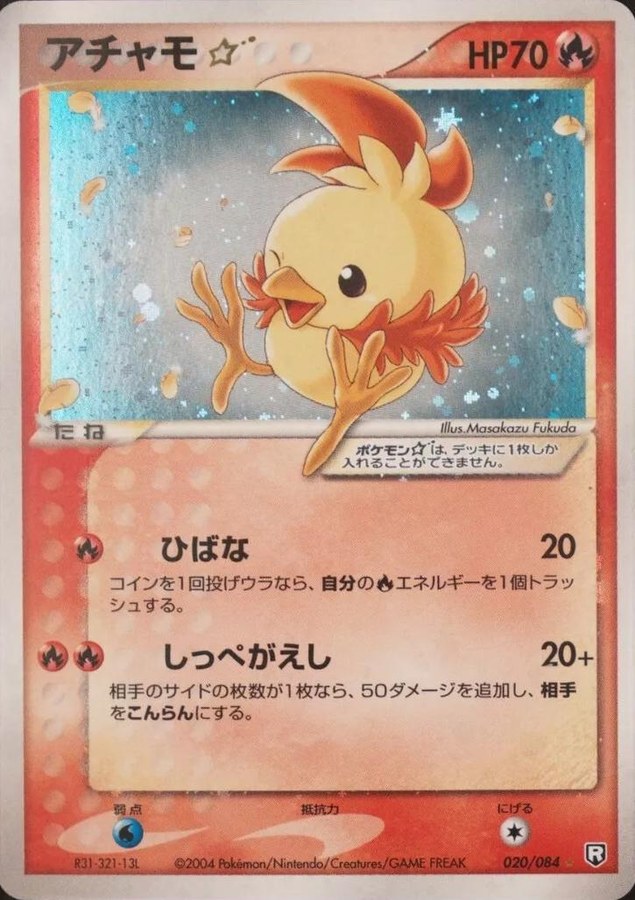 アチャモ☆ HP70
たね
Illus.Masakazu Fukuda
ポケモン☆は、デッキに1枚しか
入れることができません。
ひばな 20
コインを1回投げウラなら、自分のエネルギーを1個トラッ
シュする。
しっぺがえし 20+
相手のサイドの枚数が1枚なら、50ダメージを追加し、相手
をこんらんにする。
弱点 抵抗力 にげる
R31-321-13L ©2004 Pokémon/Nintendo/Creatures/GAME FREAK 020/084 R